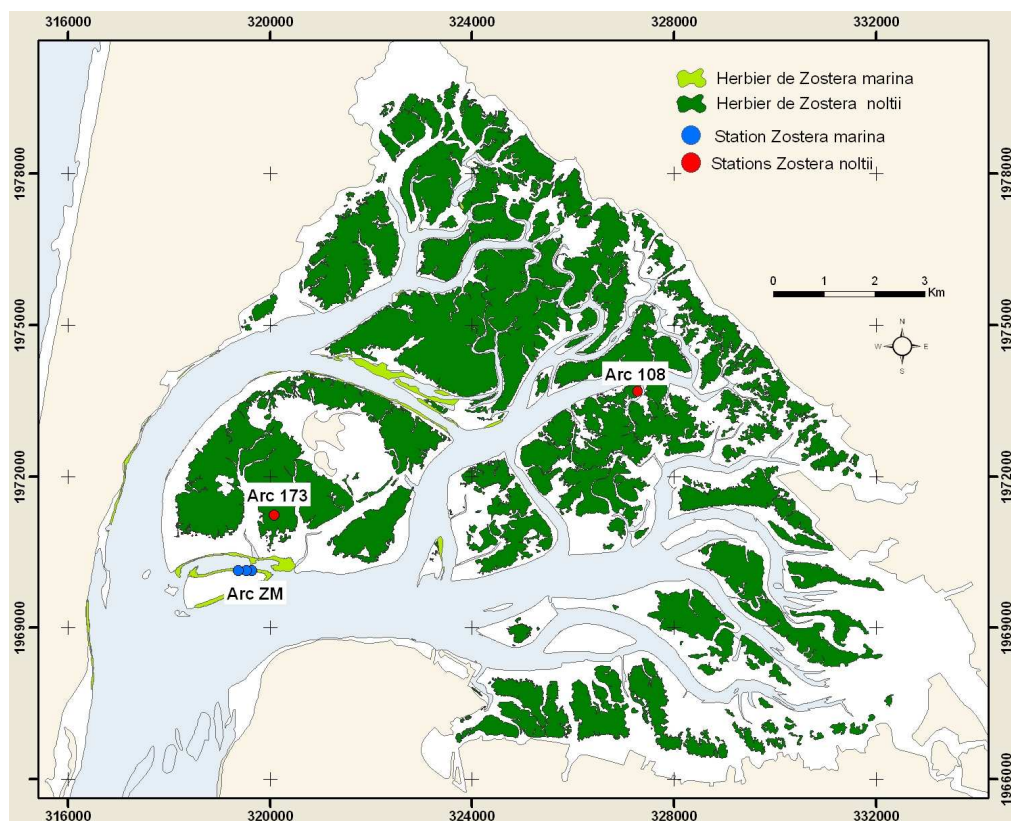 316000 320000 324000 328000 332000
Herbier de Zostera marina
Herbier de Zostera noltii
Station Zostera marina
Stations Zostera noltii
1978000 1978000
0 1 2 3
Km
1975000 1975000
N
W E
S
Arc 108
1972000 1972000
Arc 173
Arc ZM
1969000 1969000
1966000 1966000
316000 320000 324000 328000 332000